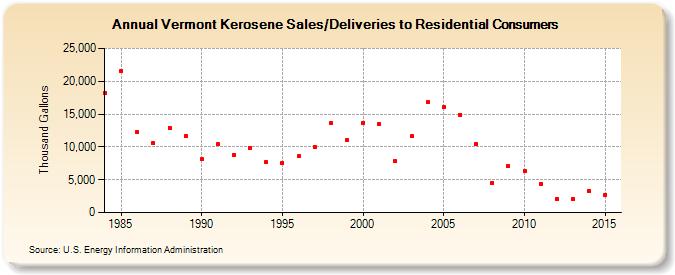 Annual Vermont Kerosene Sales/Deliveries to Residential Consumers
Thousand Gallons
25,000
20,000
15,000
10,000
5,000
0
1985 1990 1995 2000 2005 2010 2015
Source: U.S. Energy Information Administration